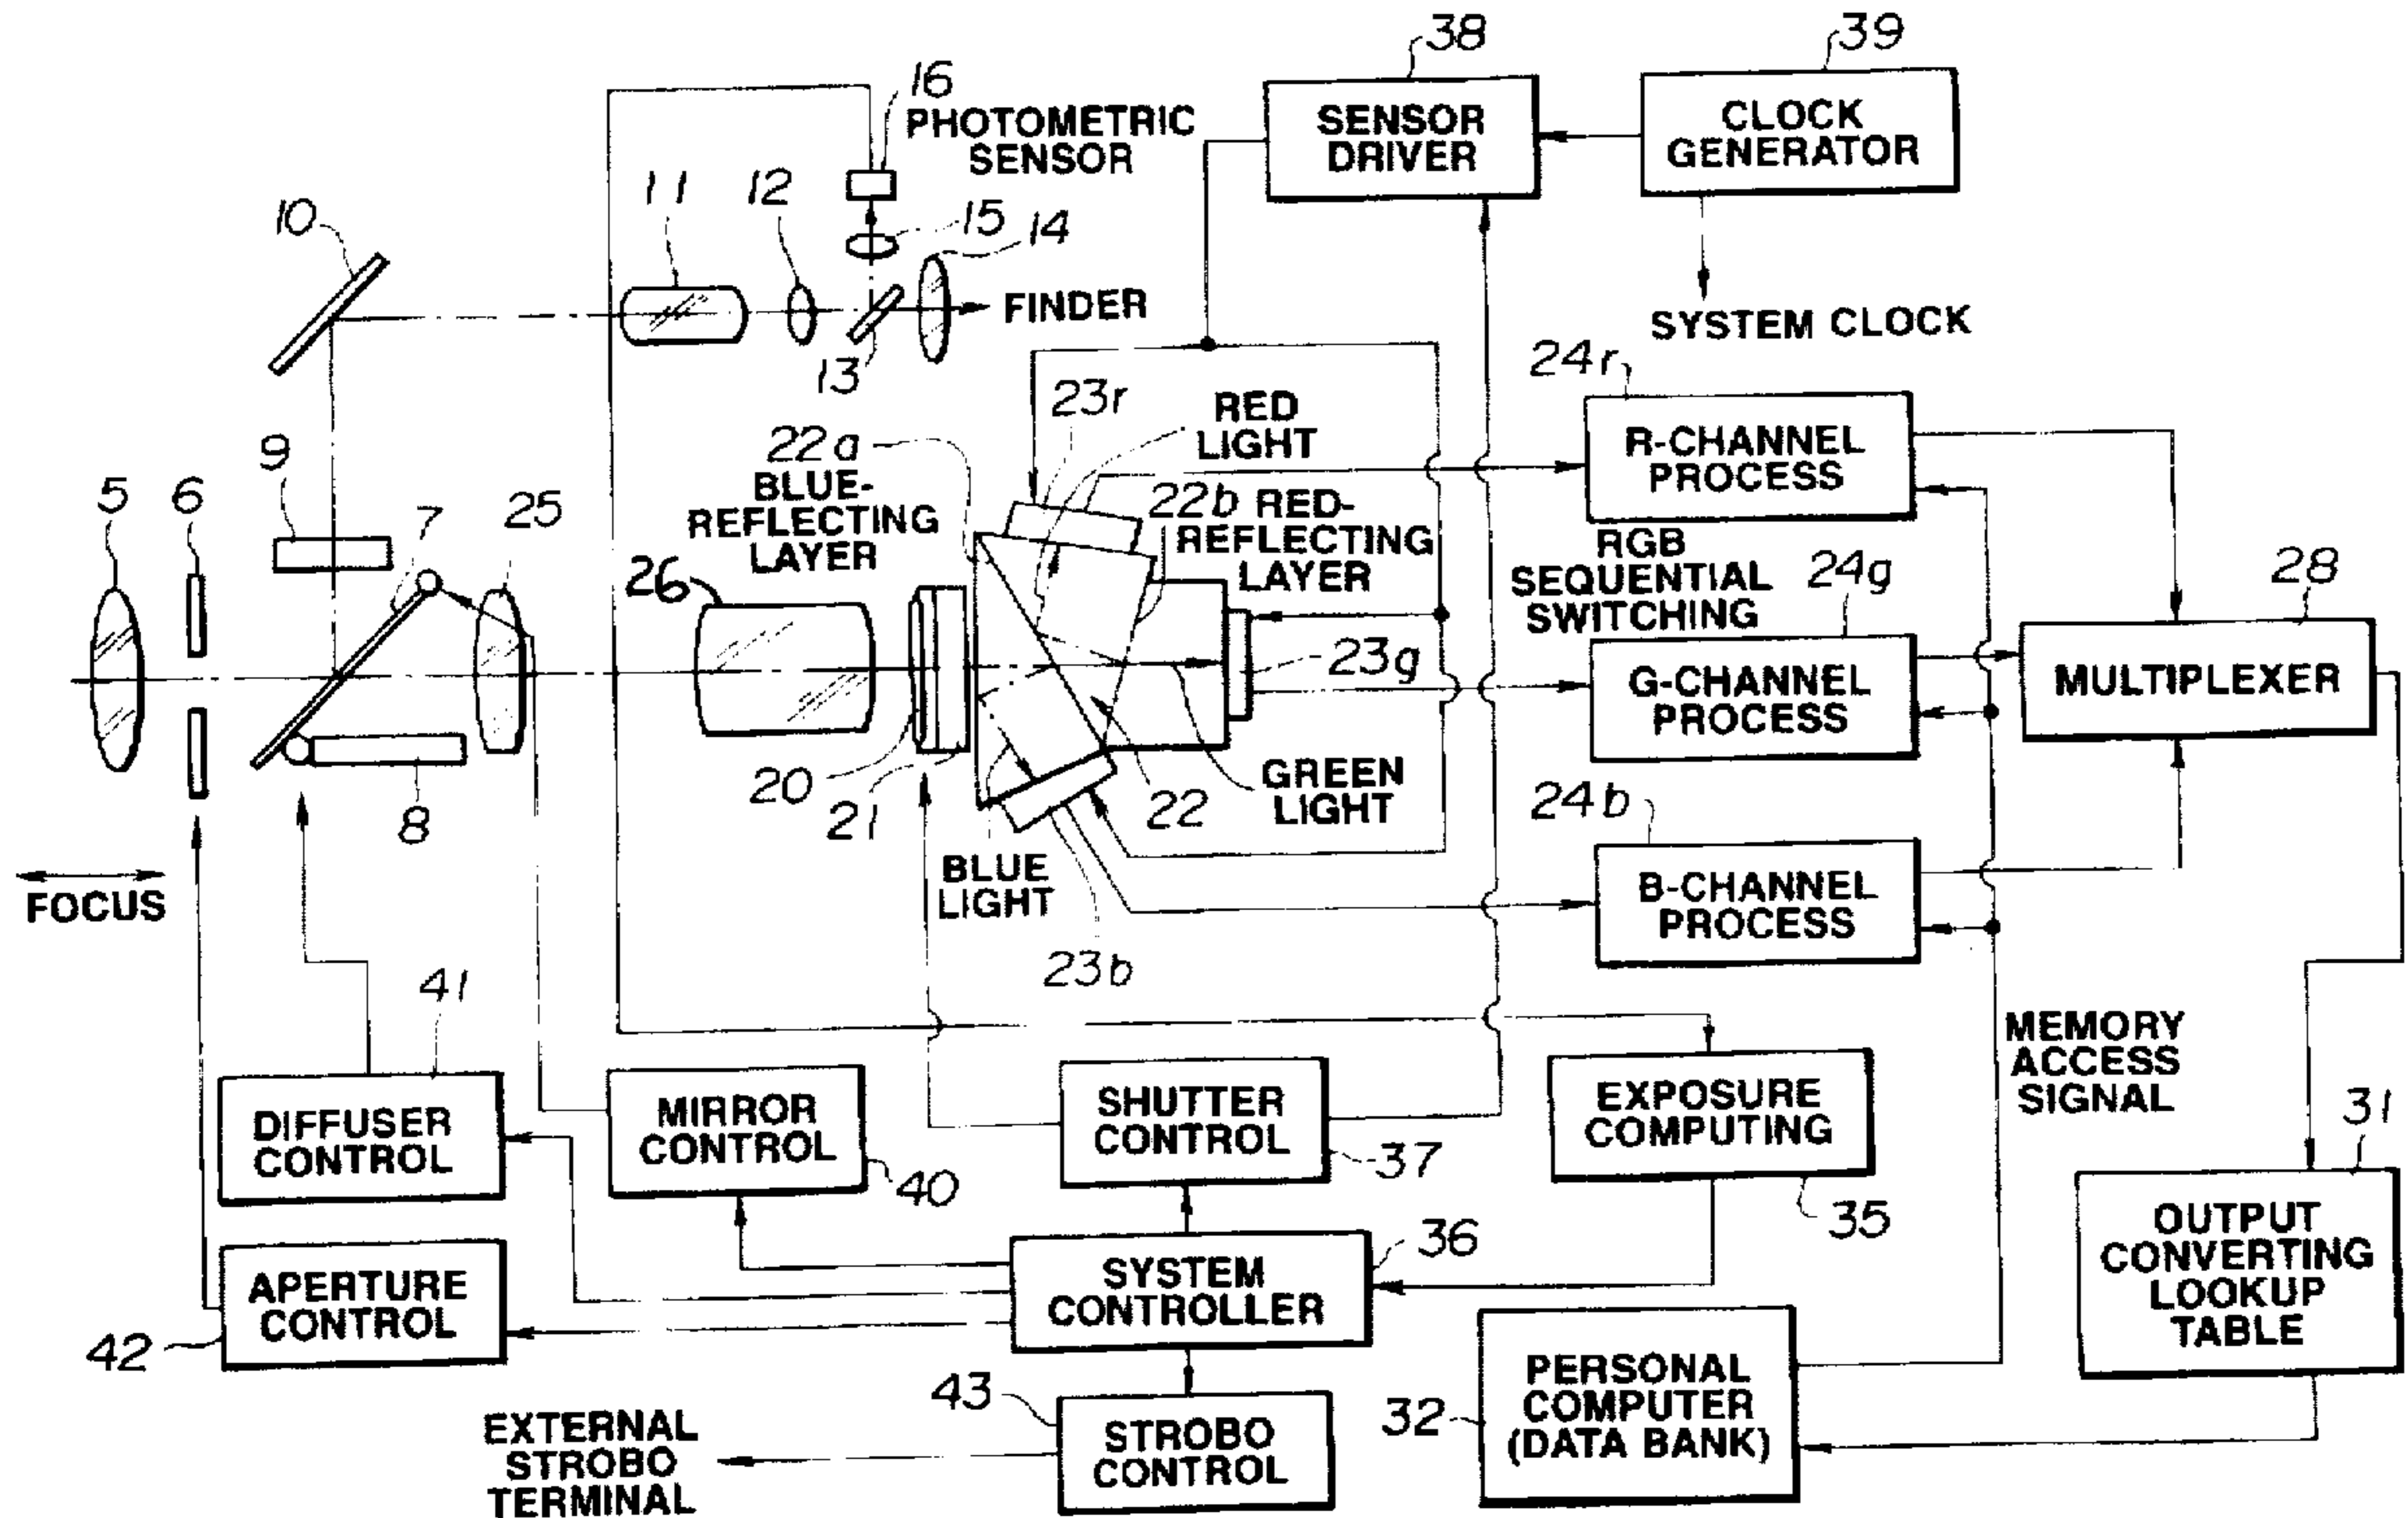 38
39
16
PHOTOMETRIC
SENSOR
SENSOR
DRIVER
CLOCK
GENERATOR
11
12
15
14
10
FINDER
SYSTEM CLOCK
13
24r
23r
RED
LIGHT
22a
R-CHANNEL
PROCESS
9
5
6
7
25
BLUE-
REFLECTING
LAYER
22b
RED-
REFLECTING
LAYER
RGB
SEQUENTIAL
SWITCHING
24g
28
26
23g
G-CHANNEL
PROCESS
MULTIPLEXER
20
21
22
GREEN
LIGHT
8
24b
BLUE
LIGHT
B-CHANNEL
PROCESS
FOCUS
23b
41
MEMORY
ACCESS
SIGNAL
DIFFUSER
CONTROL
MIRROR
CONTROL
SHUTTER
CONTROL
EXPOSURE
COMPUTING
31
37
40
35
36
OUTPUT
CONVERTING
LOOKUP
TABLE
APERTURE
CONTROL
SYSTEM
CONTROLLER
42
PERSONAL
COMPUTER
(DATA BANK)
43
32
EXTERNAL
STROBO
TERMINAL
STROBO
CONTROL